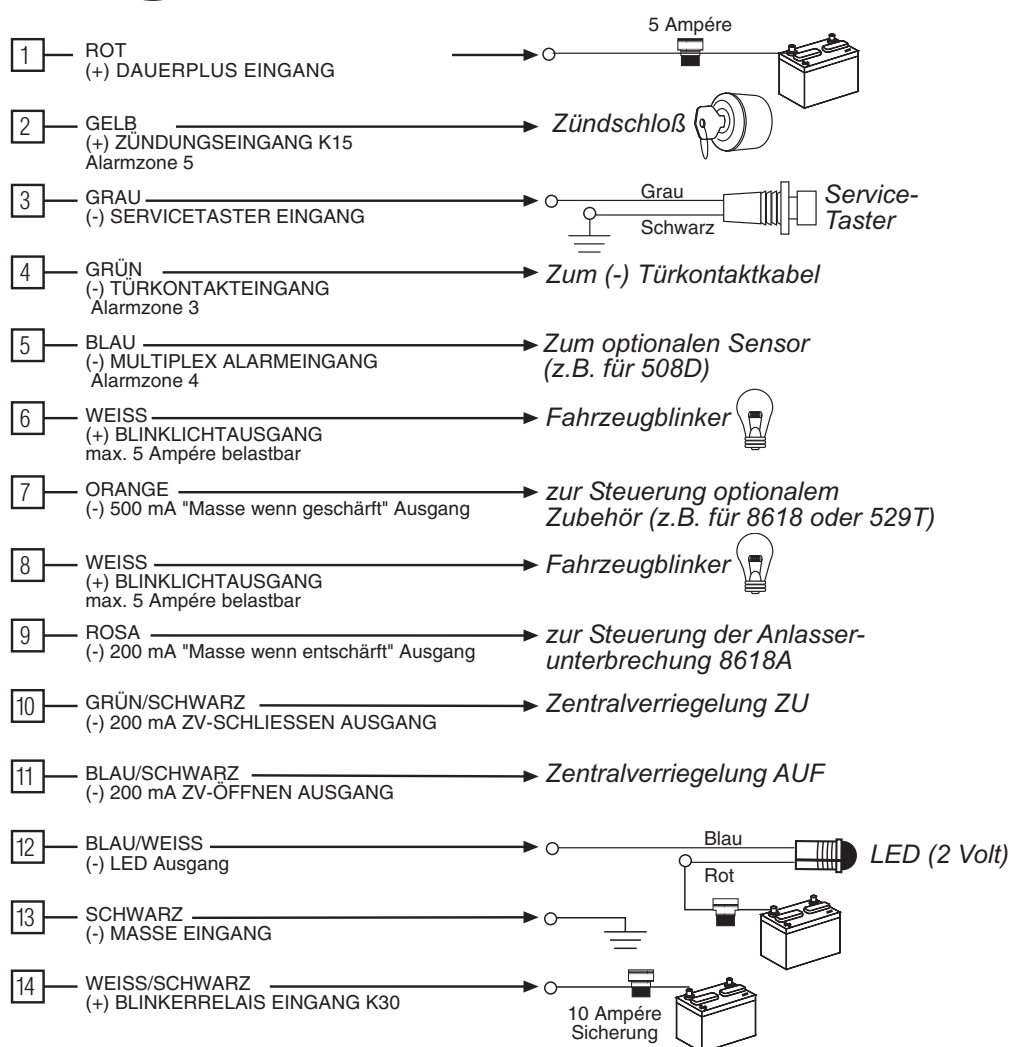 5 Ampére
1 ROT
(+) DAUERPLUS EINGANG
2 GELB Zündschloß
(+) ZÜNDUNGSEINGANG K15
Alarmzone 5
3 GRAU Grau Service-
(-) SERVICETASTER EINGANG Schwarz Taster
4 GRÜN Zum (-) Türkontaktkabel
(-) TÜRKONTAKTEINGANG
Alarmzone 3
5 BLAU Zum optionalen Sensor
(-) MULTIPLEX ALARMEINGANG (z.B. für 508D)
Alarmzone 4
6 WEISS Fahrzeugblinker
(+) BLINKLICHTAUSGANG
max. 5 Ampére belastbar
7 ORANGE zur Steuerung optionalem
(-) 500 mA "Masse wenn geschärft" Ausgang Zubehör (z.B. für 8618 oder 529T)
8 WEISS Fahrzeugblinker
(+) BLINKLICHTAUSGANG
max. 5 Ampére belastbar
9 ROSA zur Steuerung der Anlasser-
(-) 200 mA "Masse wenn entschärft" Ausgang unterbrechung 8618A
10 GRÜN/SCHWARZ Zentralverriegelung ZU
(-) 200 mA ZV-SCHLIESSEN AUSGANG
11 BLAU/SCHWARZ Zentralverriegelung AUF
(-) 200 mA ZV-ÖFFNEN AUSGANG
12 BLAU/WEISS Blau LED (2 Volt)
(-) LED Ausgang Rot
13 SCHWARZ
(-) MASSE EINGANG
14 WEISS/SCHWARZ
(+) BLINKERRELAIS EINGANG K30
10 Ampére
Sicherung